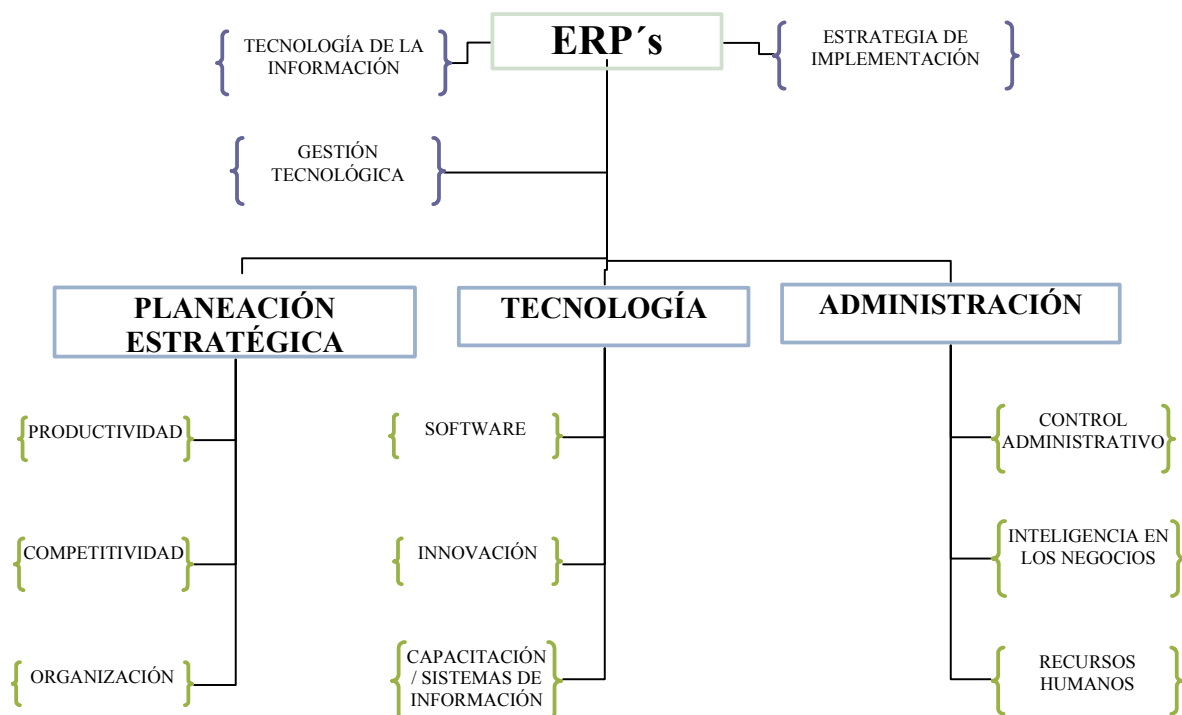 ERP´s
TECNOLOGÍA DE LA
INFORMACIÓN
ESTRATEGIA DE
IMPLEMENTACIÓN
GESTIÓN
TECNOLÓGICA
PLANEACIÓN
ESTRATÉGICA
TECNOLOGÍA
ADMINISTRACIÓN
PRODUCTIVIDAD
COMPETITIVIDAD
ORGANIZACIÓN
SOFTWARE
INNOVACIÓN
CAPACITACIÓN
/ SISTEMAS DE
INFORMACIÓN
CONTROL
ADMINISTRATIVO
INTELIGENCIA EN
LOS NEGOCIOS
RECURSOS
HUMANOS